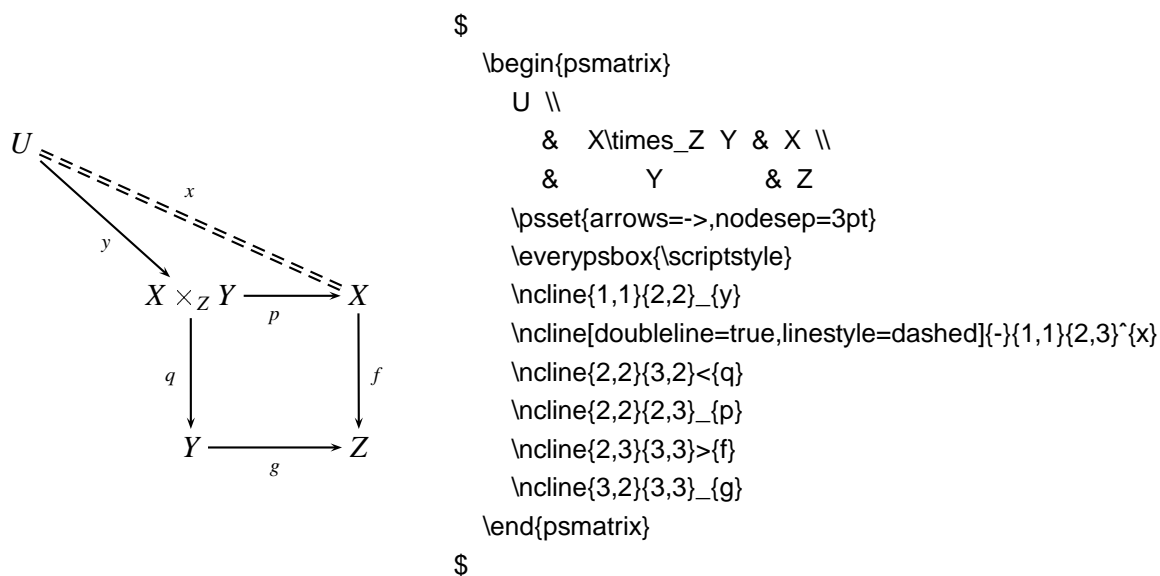 U
x
y
X ×Z Y
X
p
q
f
Y
Z
g
$
\begin{psmatrix}
U \\
& X\times_Z Y & X \\
& Y & Z
\psset{arrows=->,nodesep=3pt}
\everypsbox{\scriptstyle}
\ncline{1,1}{2,2}_{y}
\ncline[doubleline=true,linestyle=dashed]{-}{1,1}{2,3}^{x}
\ncline{2,2}{3,2}<{q}
\ncline{2,2}{2,3}_{p}
\ncline{2,3}{3,3}>{f}
\ncline{3,2}{3,3}_{g}
\end{psmatrix}
$